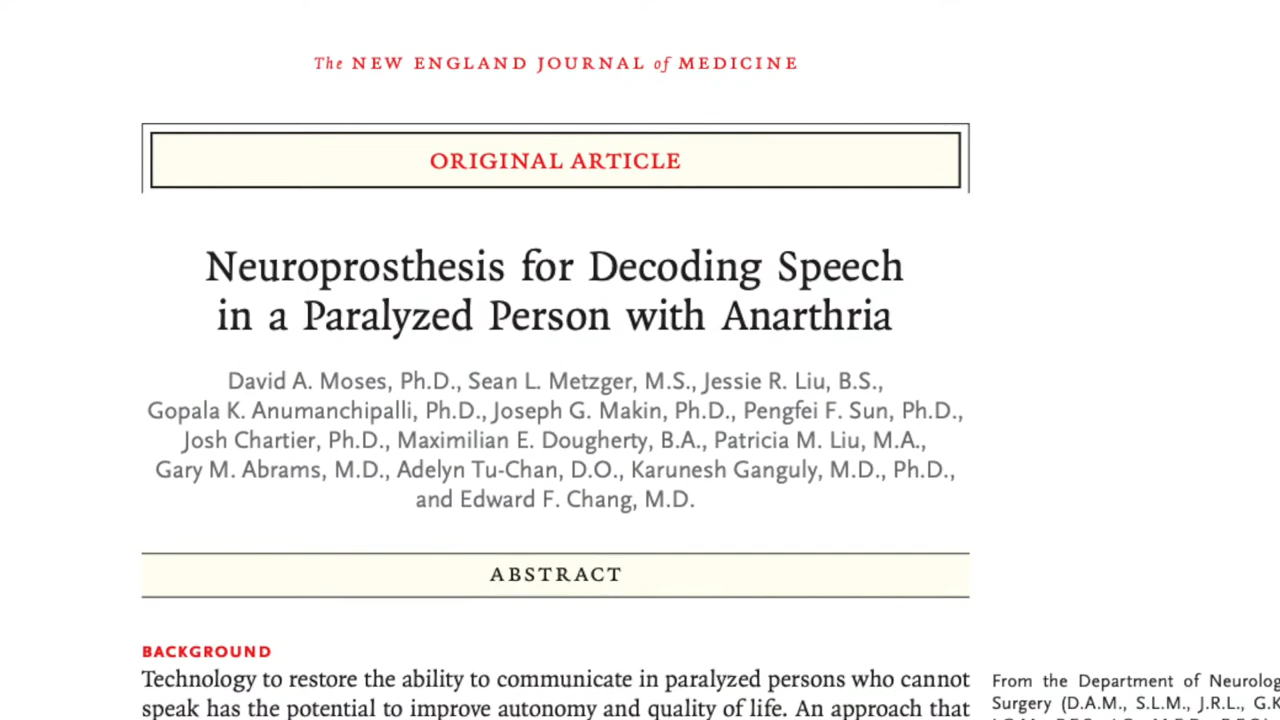 The NEW ENGLAND JOURNAL of MEDICINE
ORIGINAL ARTICLE
Neuroprosthesis for Decoding Speech
in a Paralyzed Person with Anarthria
David A. Moses, Ph.D., Sean L. Metzger, M.S., Jessie R. Liu, B.S.,
Gopala K. Anumanchipalli, Ph.D., Joseph G. Makin, Ph.D., Pengfei F. Sun, Ph.D.,
Josh Chartier, Ph.D., Maximilian E. Dougherty, B.A., Patricia M. Liu, M.A.,
Gary M. Abrams, M.D., Adelyn Tu-Chan, D.O., Karunesh Ganguly, M.D., Ph.D.,
and Edward F. Chang, M.D.
ABSTRACT
BACKGROUND
Technology to restore the ability to communicate in paralyzed persons who cannot
speak has the potential to improve autonomy and quality of life. An approach that
From the Department of Neurolog
Surgery (D.A.M., S.L.M., J.R.L., G.K